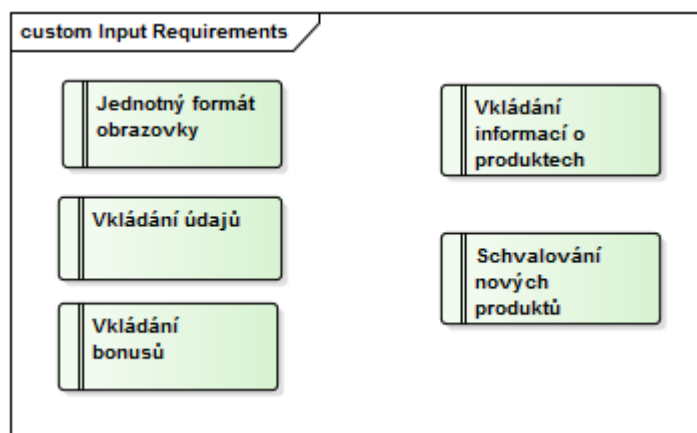 custom Input Requirements
Jednotný formát
obrazovky
Vkládání údajů
Vkládání
bonusů
Vkládání
informací o
produktech
Schvalování
nových
produktů